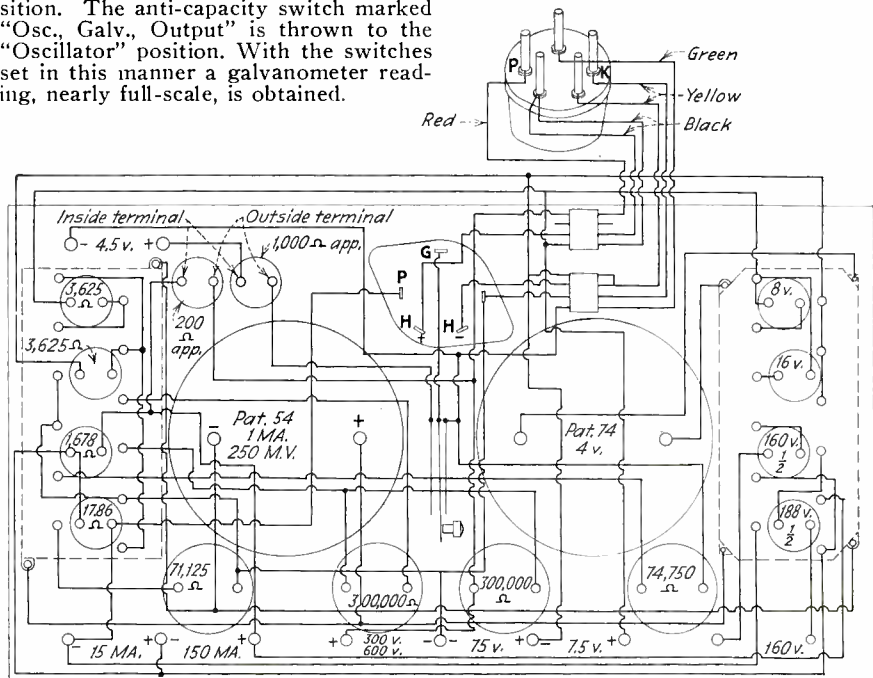 sition. The anti-capacity switch marked
"Osc., Galv., Output" is thrown to the
"Oscillator" position. With the switches
set in this manner a galvanometer read-
ing, nearly full-scale, is obtained.
P
K
Green
Yellow
Red
Black
Inside terminal
Outside terminal
- 4.5 v. +
1,000 Ω app.
G
P
H
+
H
-
3,625
Ω
200
Ω
app.
3,625 Ω
8 v.
16 v.
Pat. 54
1 MA.
250 M.V.
-
+
Pat. 74
4 v.
1,678
Ω
160 v.
1/2
17.86
Ω
188 v.
1/2
71,125
Ω
3,00,000 Ω
300,000
Ω
74,750
Ω
- 15 MA. + - 150 MA. +
+ 300 v.
600 v. - - 75 v. + - 7.5 v. +
160 v.